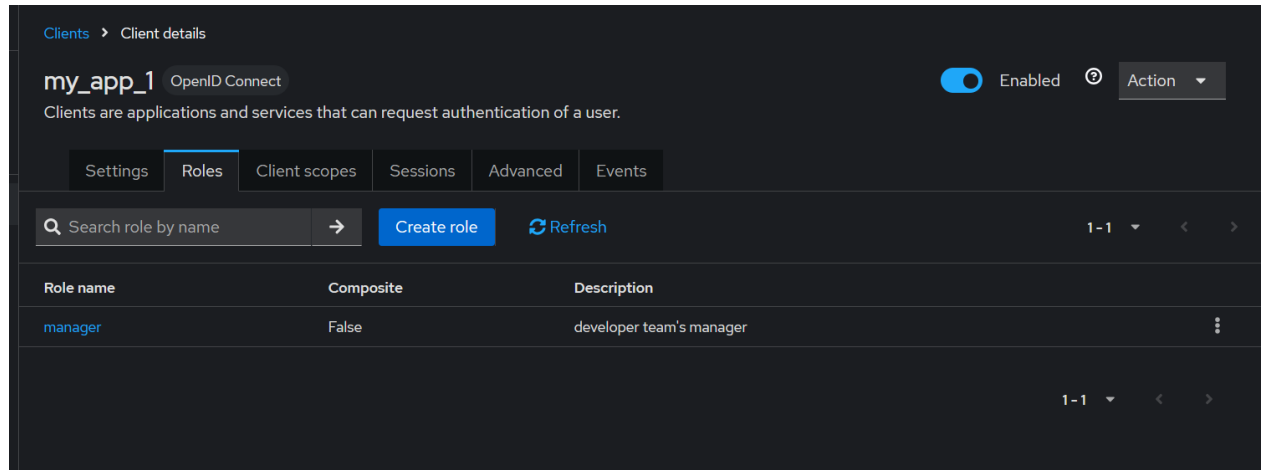 Clients > Client details
my_app_1 OpenID Connect Enabled Action
Clients are applications and services that can request authentication of a user.
Settings Roles Client scopes Sessions Advanced Events
Search role by name Create role Refresh 1 - 1
Role name Composite Description
manager False developer team's manager
1 - 1